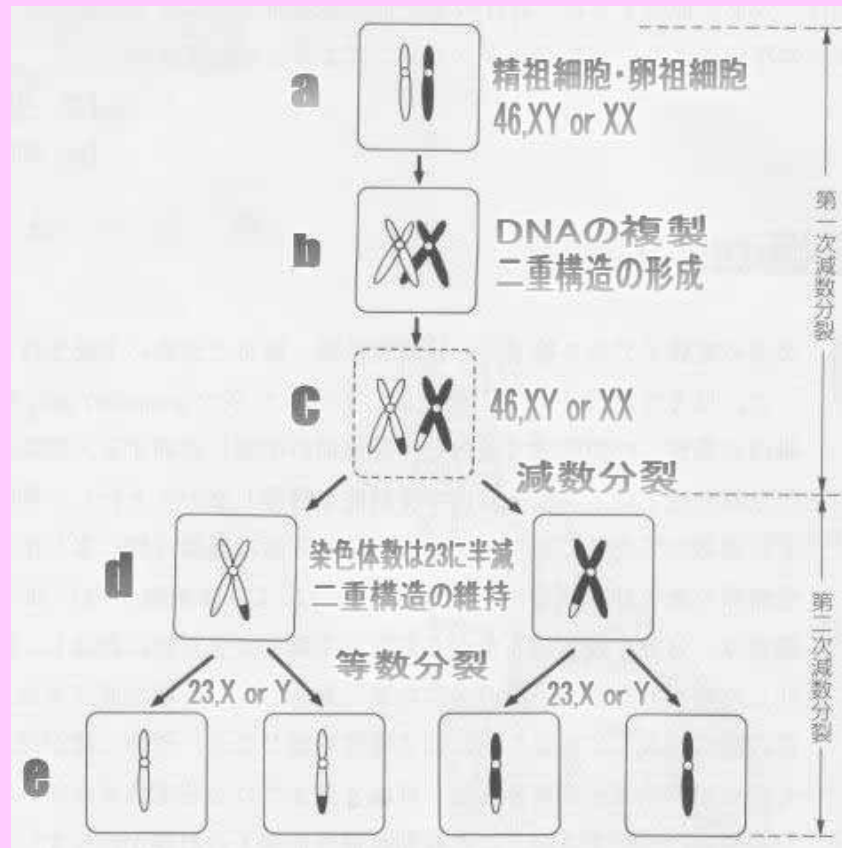 a
精祖細胞・卵祖細胞
46,XY or XX
b
DNAの複製
二重構造の形成
c
46,XY or XX
減数分裂
第一次減数分裂
d
染色体数は23に半減
二重構造の維持
等数分裂
23,X or Y
23,X or Y
e
第二次減数分裂